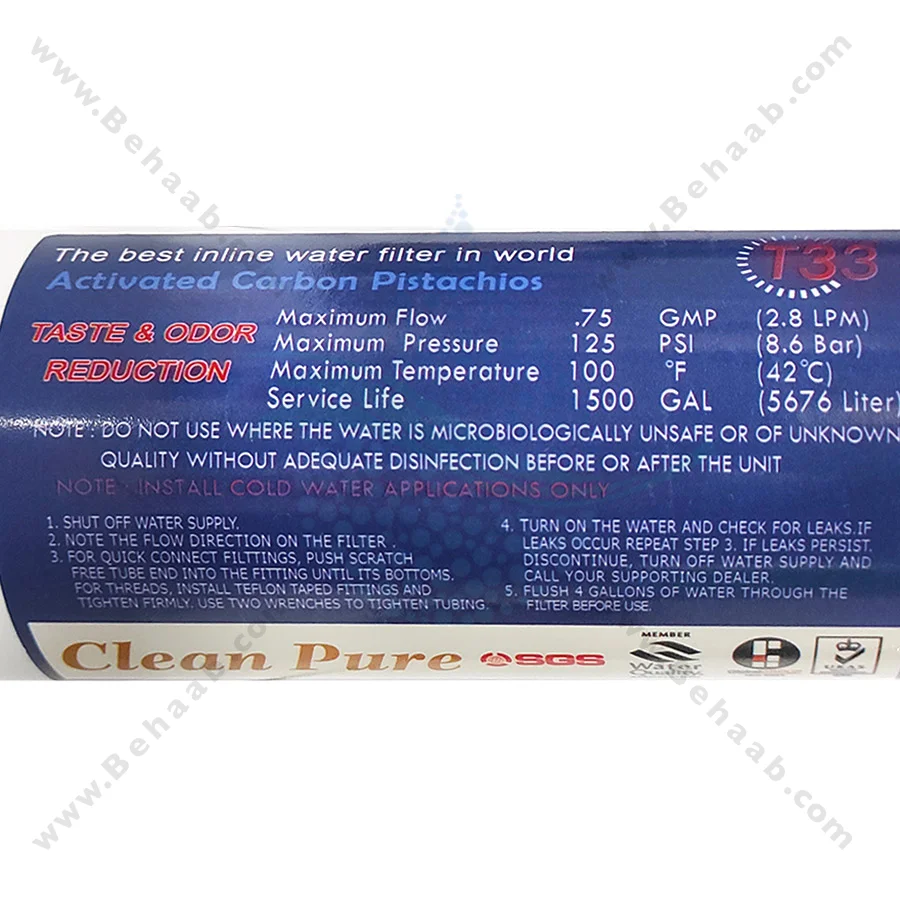 The best inline water filter in world
Activated Carbon Pistachios
T33
TASTE & ODOR
REDUCTION
Maximum Flow .75 GMP (2.8 LPM)
Maximum Pressure 125 PSI (8.6 Bar)
Maximum Temperature 100 °F (42°C)
Service Life 1500 GAL (5676 Liter)
NOTE : DO NOT USE WHERE THE WATER IS MICROBIOLOGICALLY UNSAFE OR OF UNKNOWN
QUALITY WITHOUT ADEQUATE DISINFECTION BEFORE OR AFTER THE UNIT
NOTE : INSTALL COLD WATER APPLICATIONS ONLY
1. SHUT OFF WATER SUPPLY.
2. NOTE THE FLOW DIRECTION ON THE FILTER .
3. FOR QUICK CONNECT FILTTINGS, PUSH SCRATCH
FREE TUBE END INTO THE FITTING UNTIL ITS BOTTOMS.
FOR THREADS, INSTALL TEFLON TAPED FITTINGS AND
TIGHTEN FIRMLY. USE TWO WRENCHES TO TIGHTEN TUBING.
4. TURN ON THE WATER AND CHECK FOR LEAKS.IF
LEAKS OCCUR REPEAT STEP 3. IF LEAKS PERSIST.
DISCONTINUE, TURN OFF WATER SUPPLY AND
CALL YOUR SUPPORTING DEALER.
5. FLUSH 4 GALLONS OF WATER THROUGH THE
FILTER BEFORE USE.
Clean Pure
SGS
MEMBER
Water
Quality
UKAS
www.Behaab.com
www.Behaab.com
www.Behaab.com
www.Behaab.com